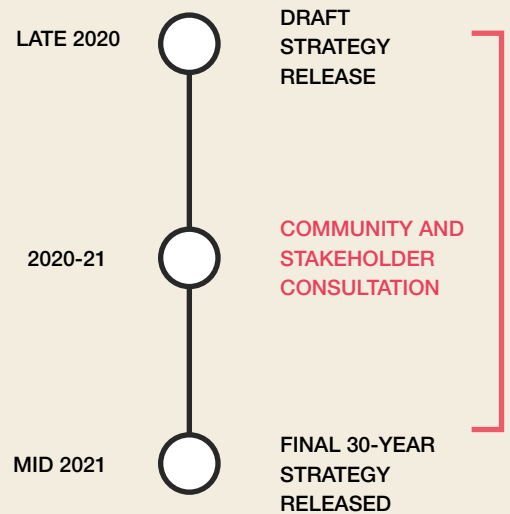 LATE 2020
DRAFT
STRATEGY
RELEASE
2020-21
COMMUNITY AND
STAKEHOLDER
CONSULTATION
MID 2021
FINAL 30-YEAR
STRATEGY
RELEASED